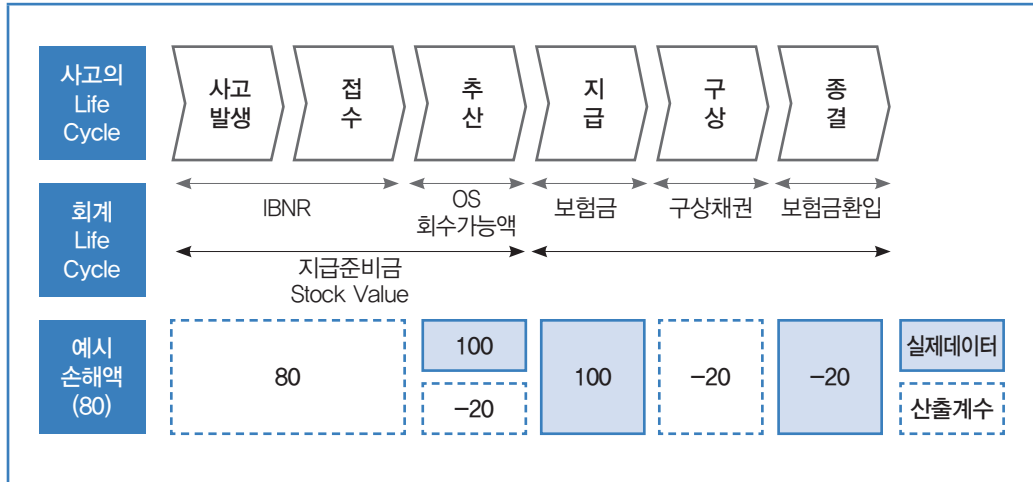 사고의
Life
Cycle
사고
발생
접
수
추
산
지
급
구
상
종
결
회계
Life
Cycle
IBNR
OS
회수가능액
보험금
구상채권
보험금환입
지급준비금
Stock Value
예시
손해액
(80)
80
100
-20
100
-20
-20
실제데이터
산출계수